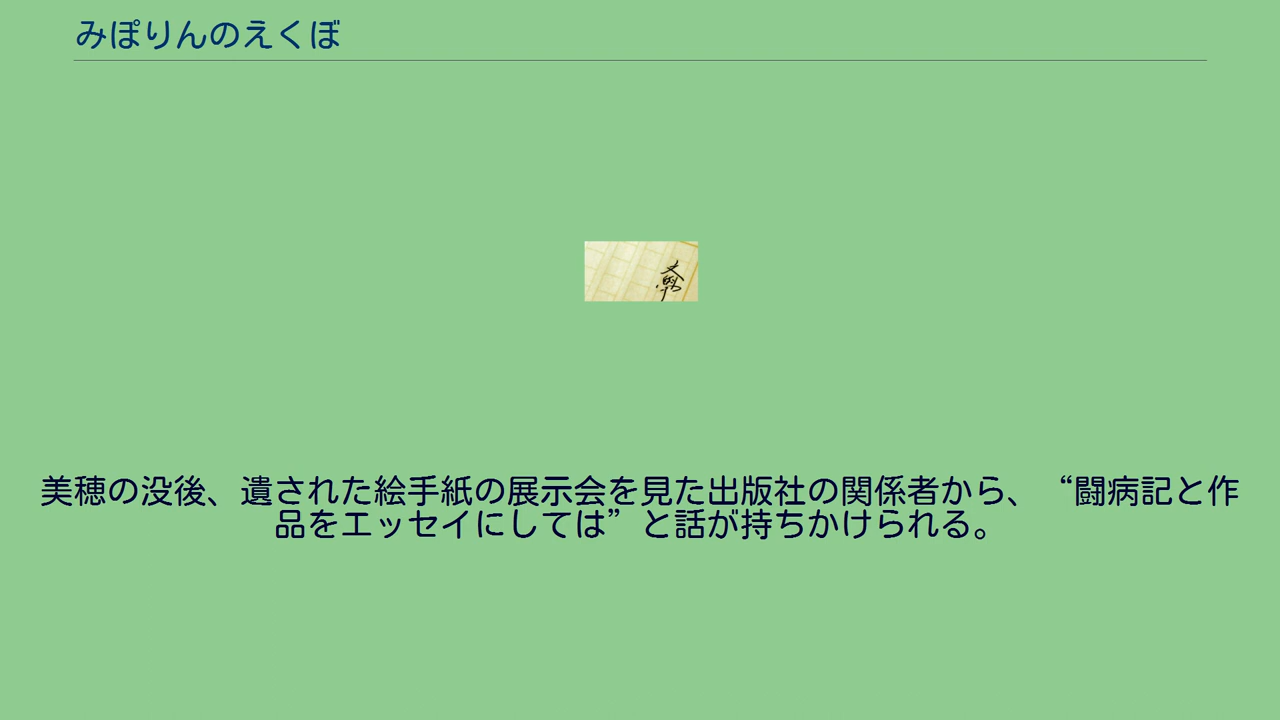 みぽりんのえくぼ
美穂の没後、遺された絵手紙の展示会を見た出版社の関係者から、“闘病記と作
品をエッセイにしては”と話が持ちかけられる。